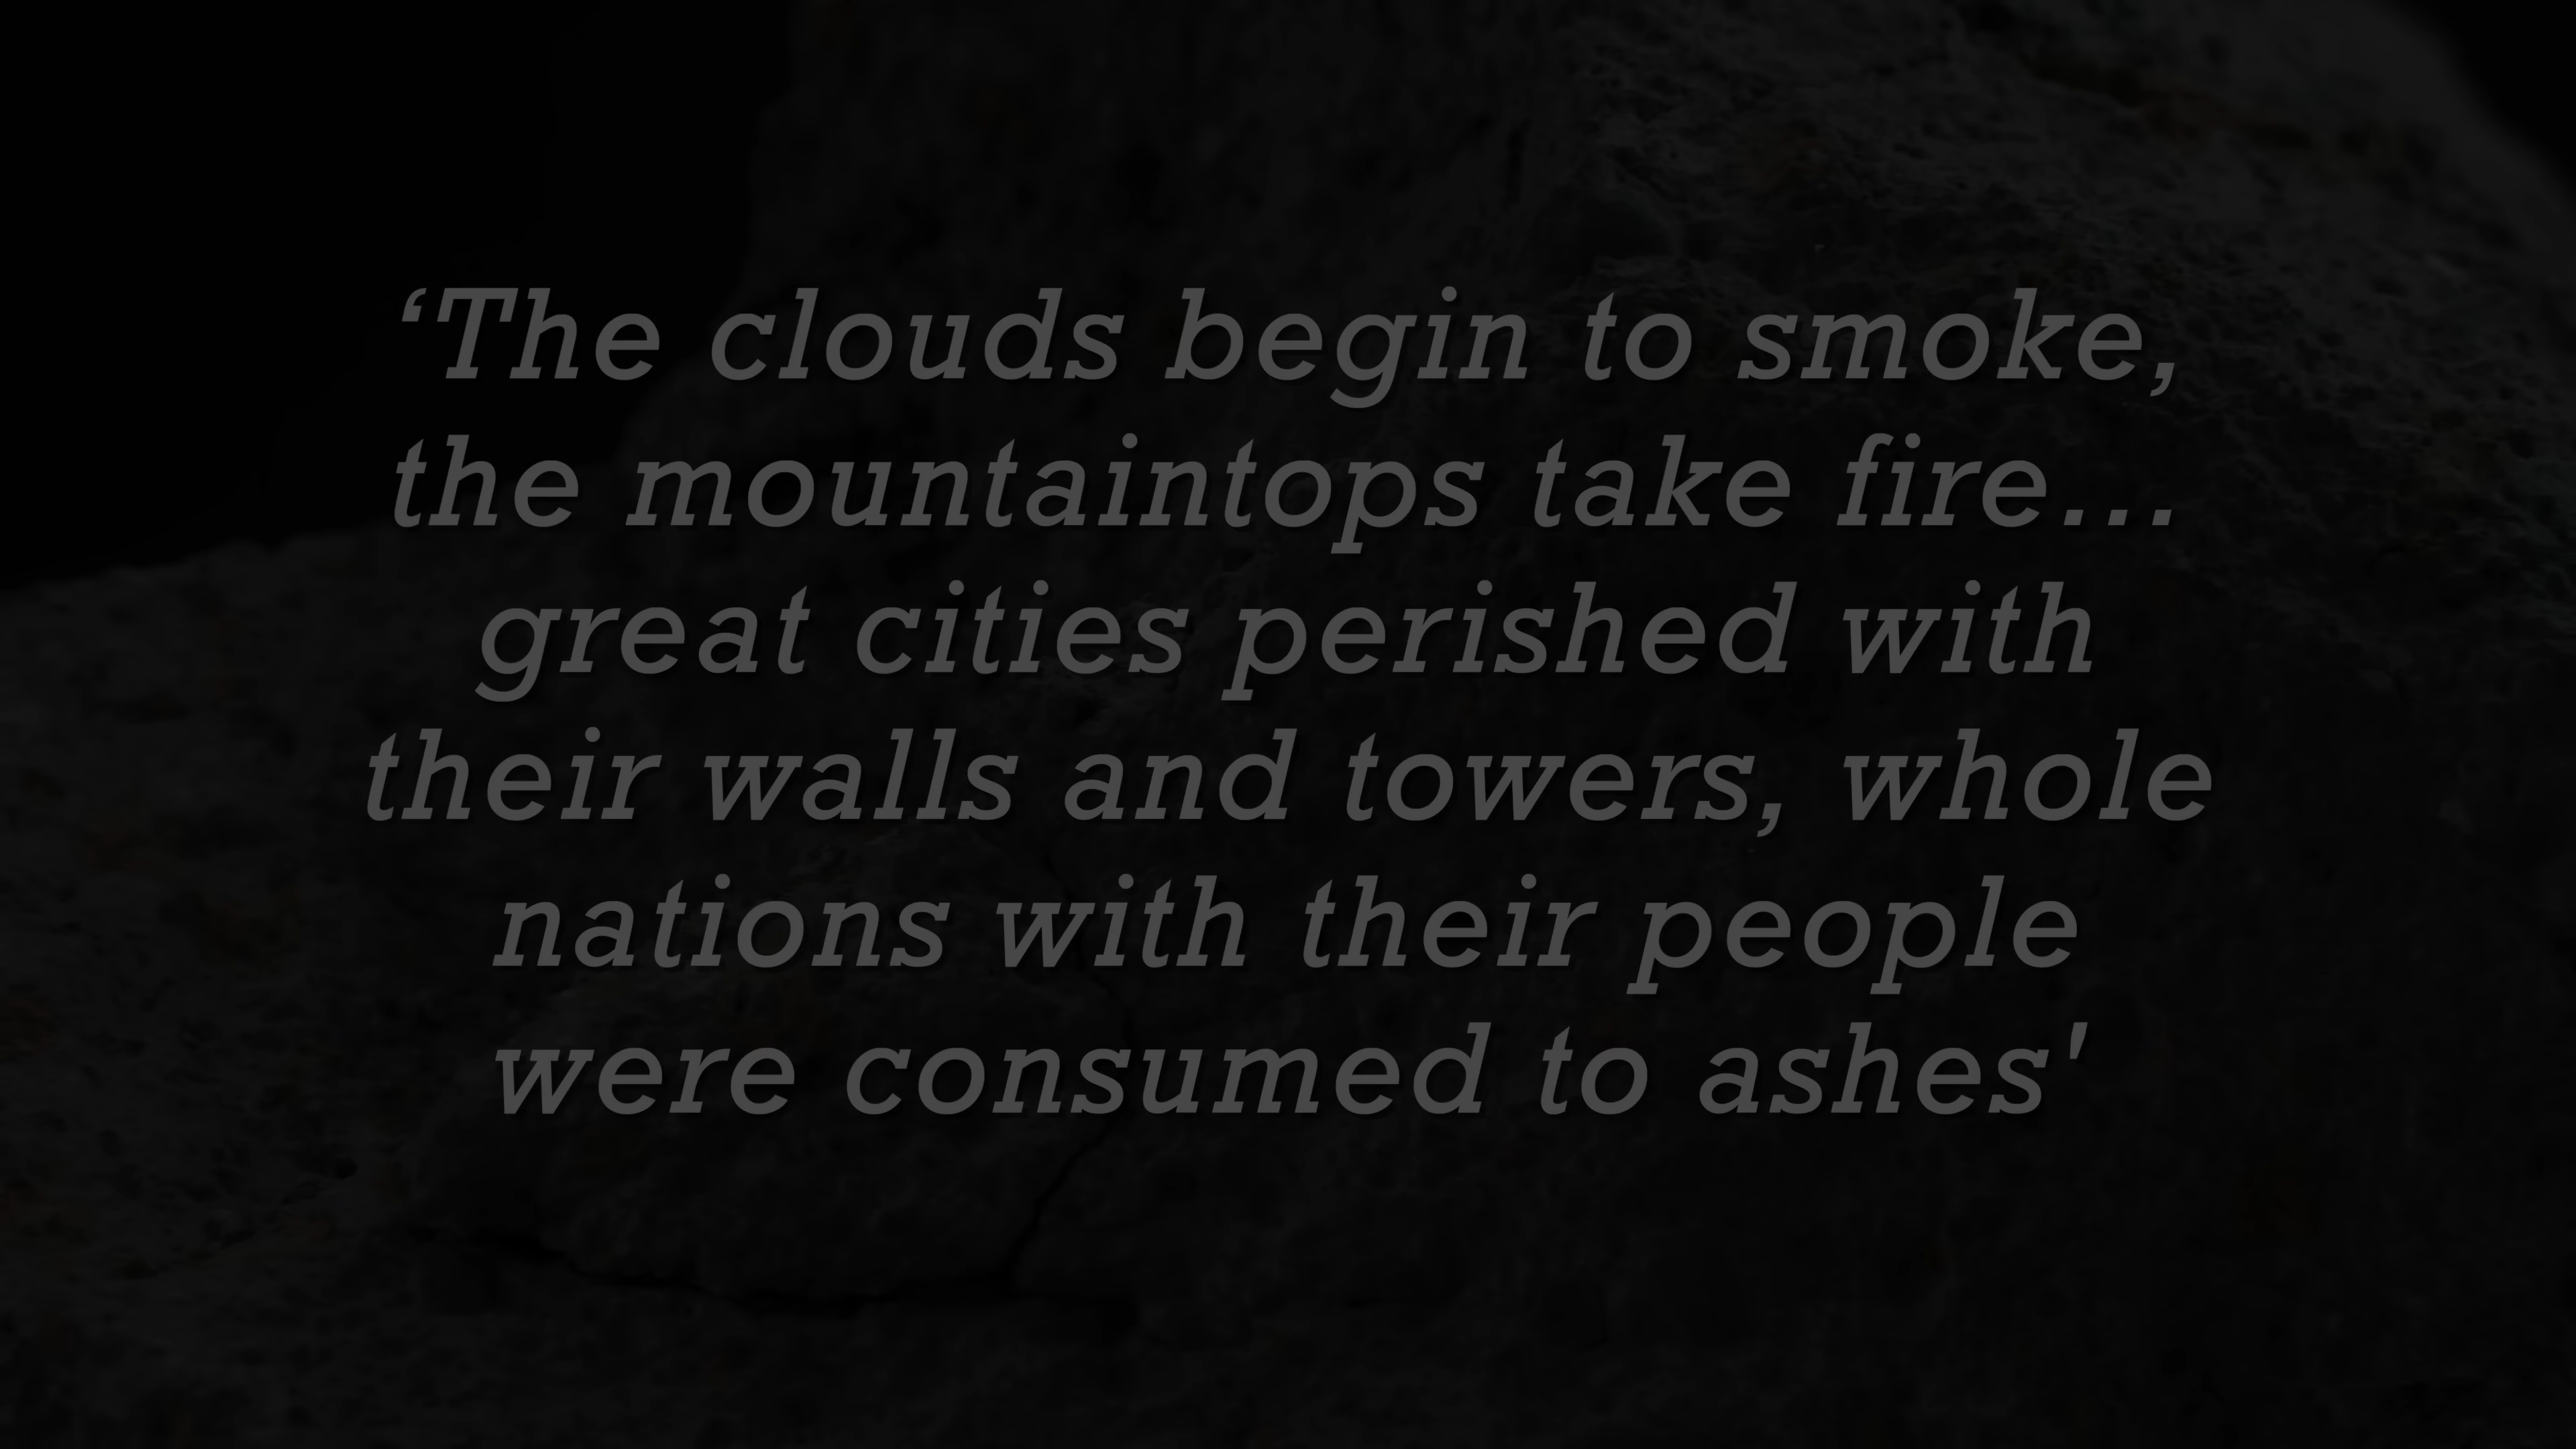 ‘The clouds begin to smoke,
the mountaintops take fire...
great cities perished with
their walls and towers, whole
nations with their people
were consumed to ashes'